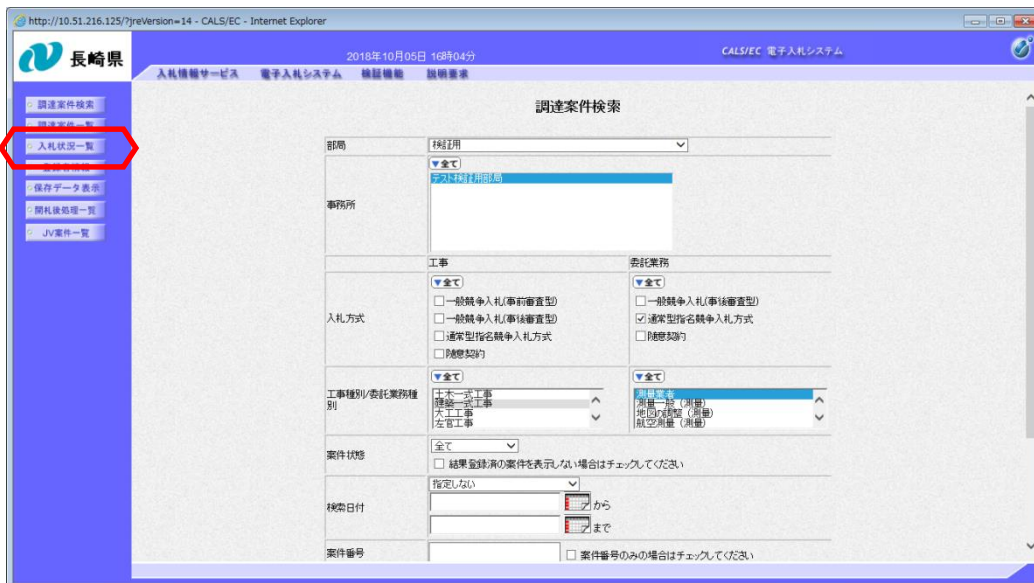 http://10.51.216.125/?jreVersion=14 - CALS/EC - Internet Explorer
長崎県
2018年10月05日 16時04分
CALS/EC 電子入札システム
入札情報サービス 電子入札システム 検証機能 説明要求
調達案件検索
調達案件一覧
入札状況一覧
保存データ表示
開札後処理一覧
JV案件一覧
調達案件検索
部局 検証用
▼全て
テスト検証用部局
事務所
工事 委託業務
▼全て ▼全て
一般競争入札(事前審査型) 一般競争入札(事後審査型)
入札方式 一般競争入札(事後審査型) 通常型指名競争入札方式
通常型指名競争入札方式 随意契約
随意契約
▼全て ▼全て
工事種別/委託業務種別
土木一式工事 測量業者
建築一式工事 測量一般(測量)
大工工事 地図の調整(測量)
左官工事 航空測量(測量)
案件状態 全て
結果登録済の案件を表示しない場合はチェックしてください
検索日付 指定しない
から
まで
案件番号 案件番号のみの場合はチェックしてください